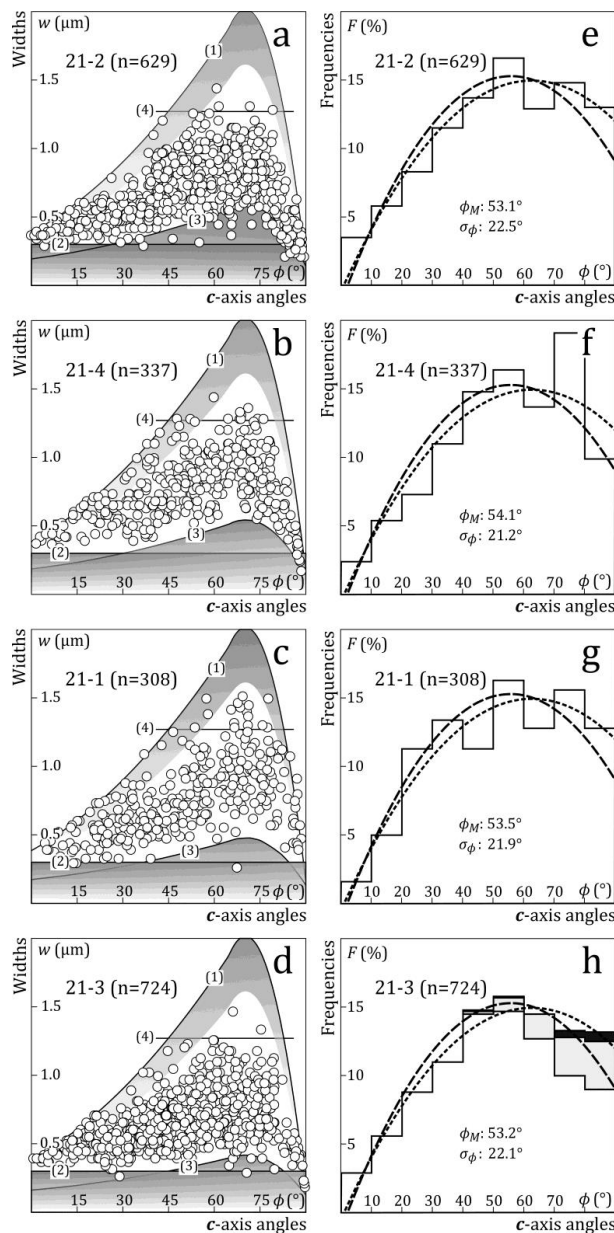 Widths
w (μm)
a
21-2 (n=629)
(1)
1.5
(4)
1.0
0.5
(3)
(2)
15 30 45 60 75 ϕ (°)
c-axis angles
Frequencies
F (%)
e
21-2 (n=629)
15
10
5
ϕM: 53.1°
σϕ: 22.5°
10 20 30 40 50 60 70 ϕ (°)
c-axis angles
Widths
w (μm)
b
21-4 (n=337)
(1)
1.5
(4)
1.0
0.5
(3)
(2)
15 30 45 60 75 ϕ (°)
c-axis angles
Frequencies
F (%)
f
21-4 (n=337)
15
10
5
ϕM: 54.1°
σϕ: 21.2°
10 20 30 40 50 60 70 ϕ (°)
c-axis angles
Widths
w (μm)
c
21-1 (n=308)
(1)
1.5
(4)
1.0
0.5
(3)
(2)
15 30 45 60 75 ϕ (°)
c-axis angles
Frequencies
F (%)
g
21-1 (n=308)
15
10
5
ϕM: 53.5°
σϕ: 21.9°
10 20 30 40 50 60 70 ϕ (°)
c-axis angles
Widths
w (μm)
d
21-3 (n=724)
(1)
1.5
(4)
1.0
0.5
(3)
(2)
15 30 45 60 75 ϕ (°)
c-axis angles
Frequencies
F (%)
h
21-3 (n=724)
15
10
5
ϕM: 53.2°
σϕ: 22.1°
10 20 30 40 50 60 70 ϕ (°)
c-axis angles